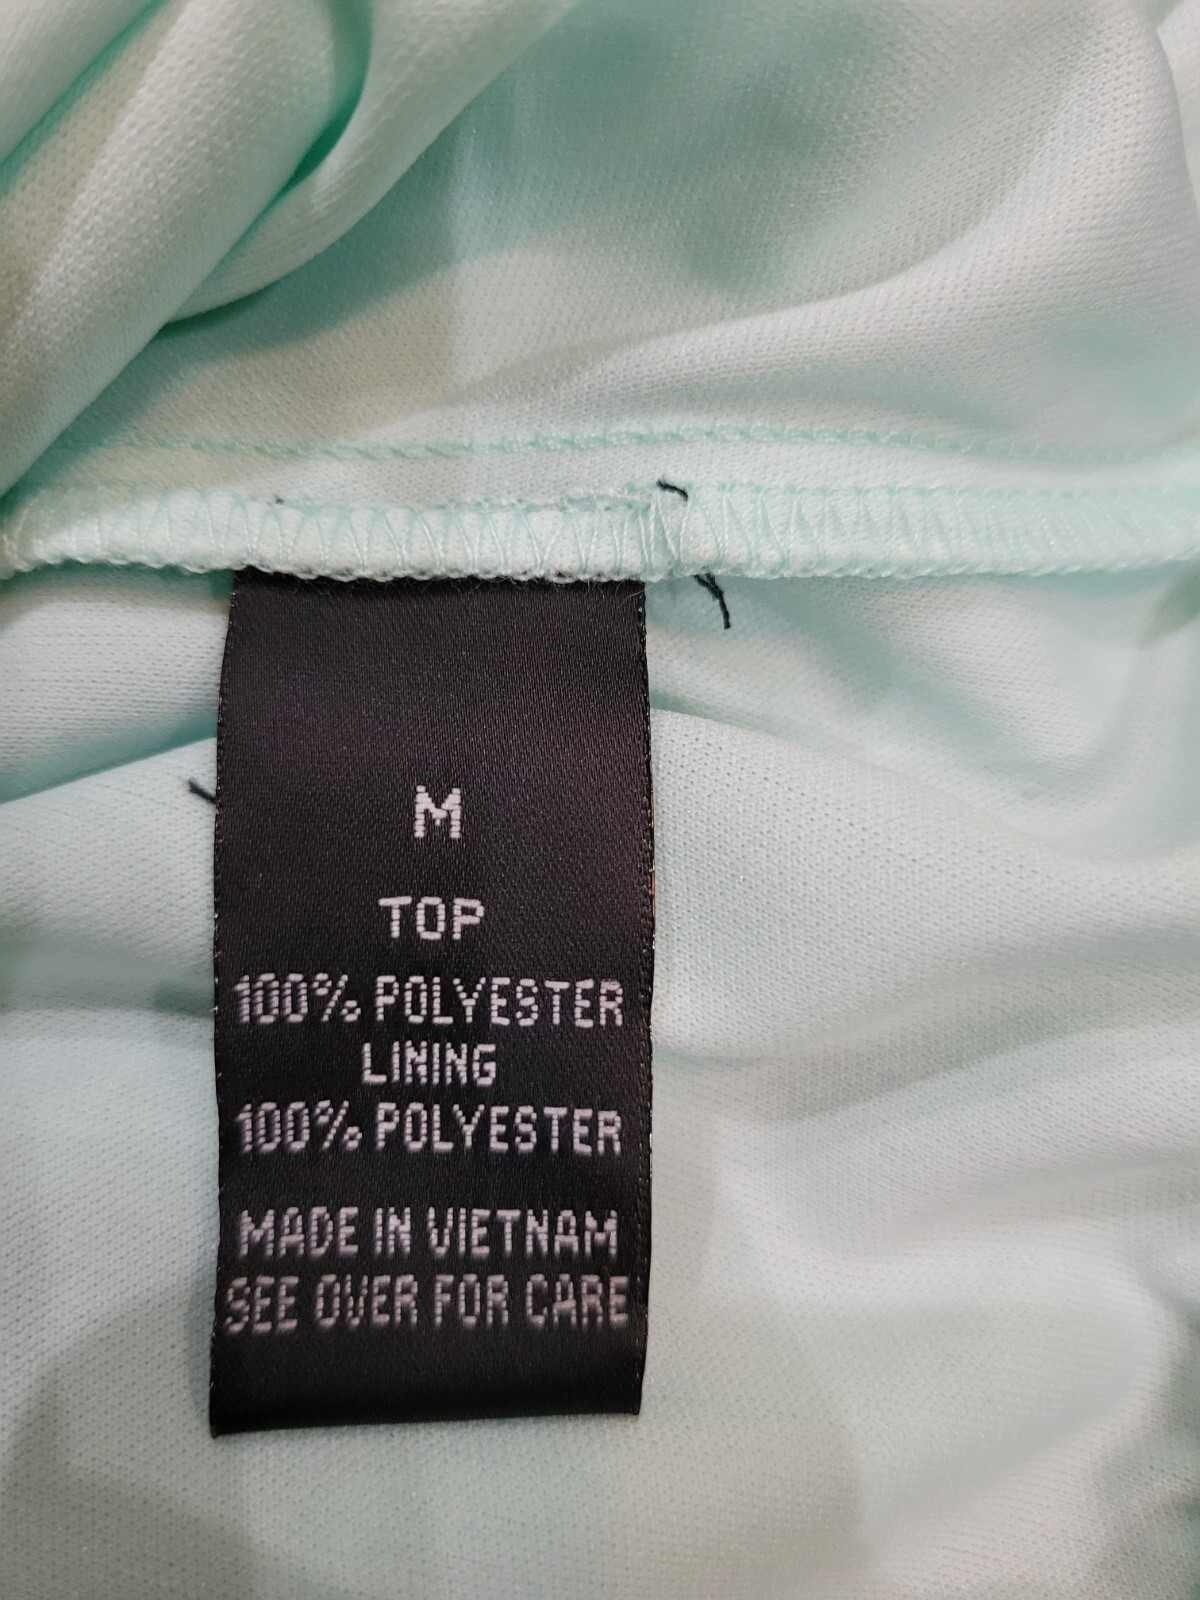 M
TOP
100% POLYESTER
LINING
100% POLYESTER
MADE IN VIETNAM
SEE OVER FOR CARE